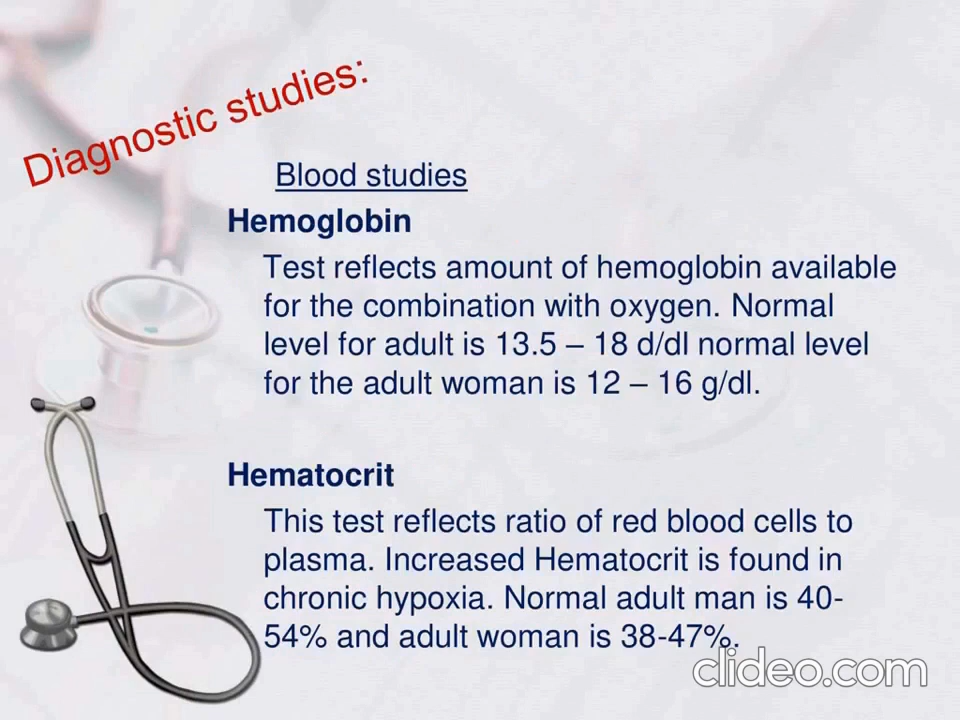 Diagnostic studies:
Blood studies
Hemoglobin
Test reflects amount of hemoglobin available
for the combination with oxygen. Normal
level for adult is 13.5 – 18 d/dl normal level
for the adult woman is 12 – 16 g/dl.
Hematocrit
This test reflects ratio of red blood cells to
plasma. Increased Hematocrit is found in
chronic hypoxia. Normal adult man is 40-
54% and adult woman is 38-47%.
clideo.com